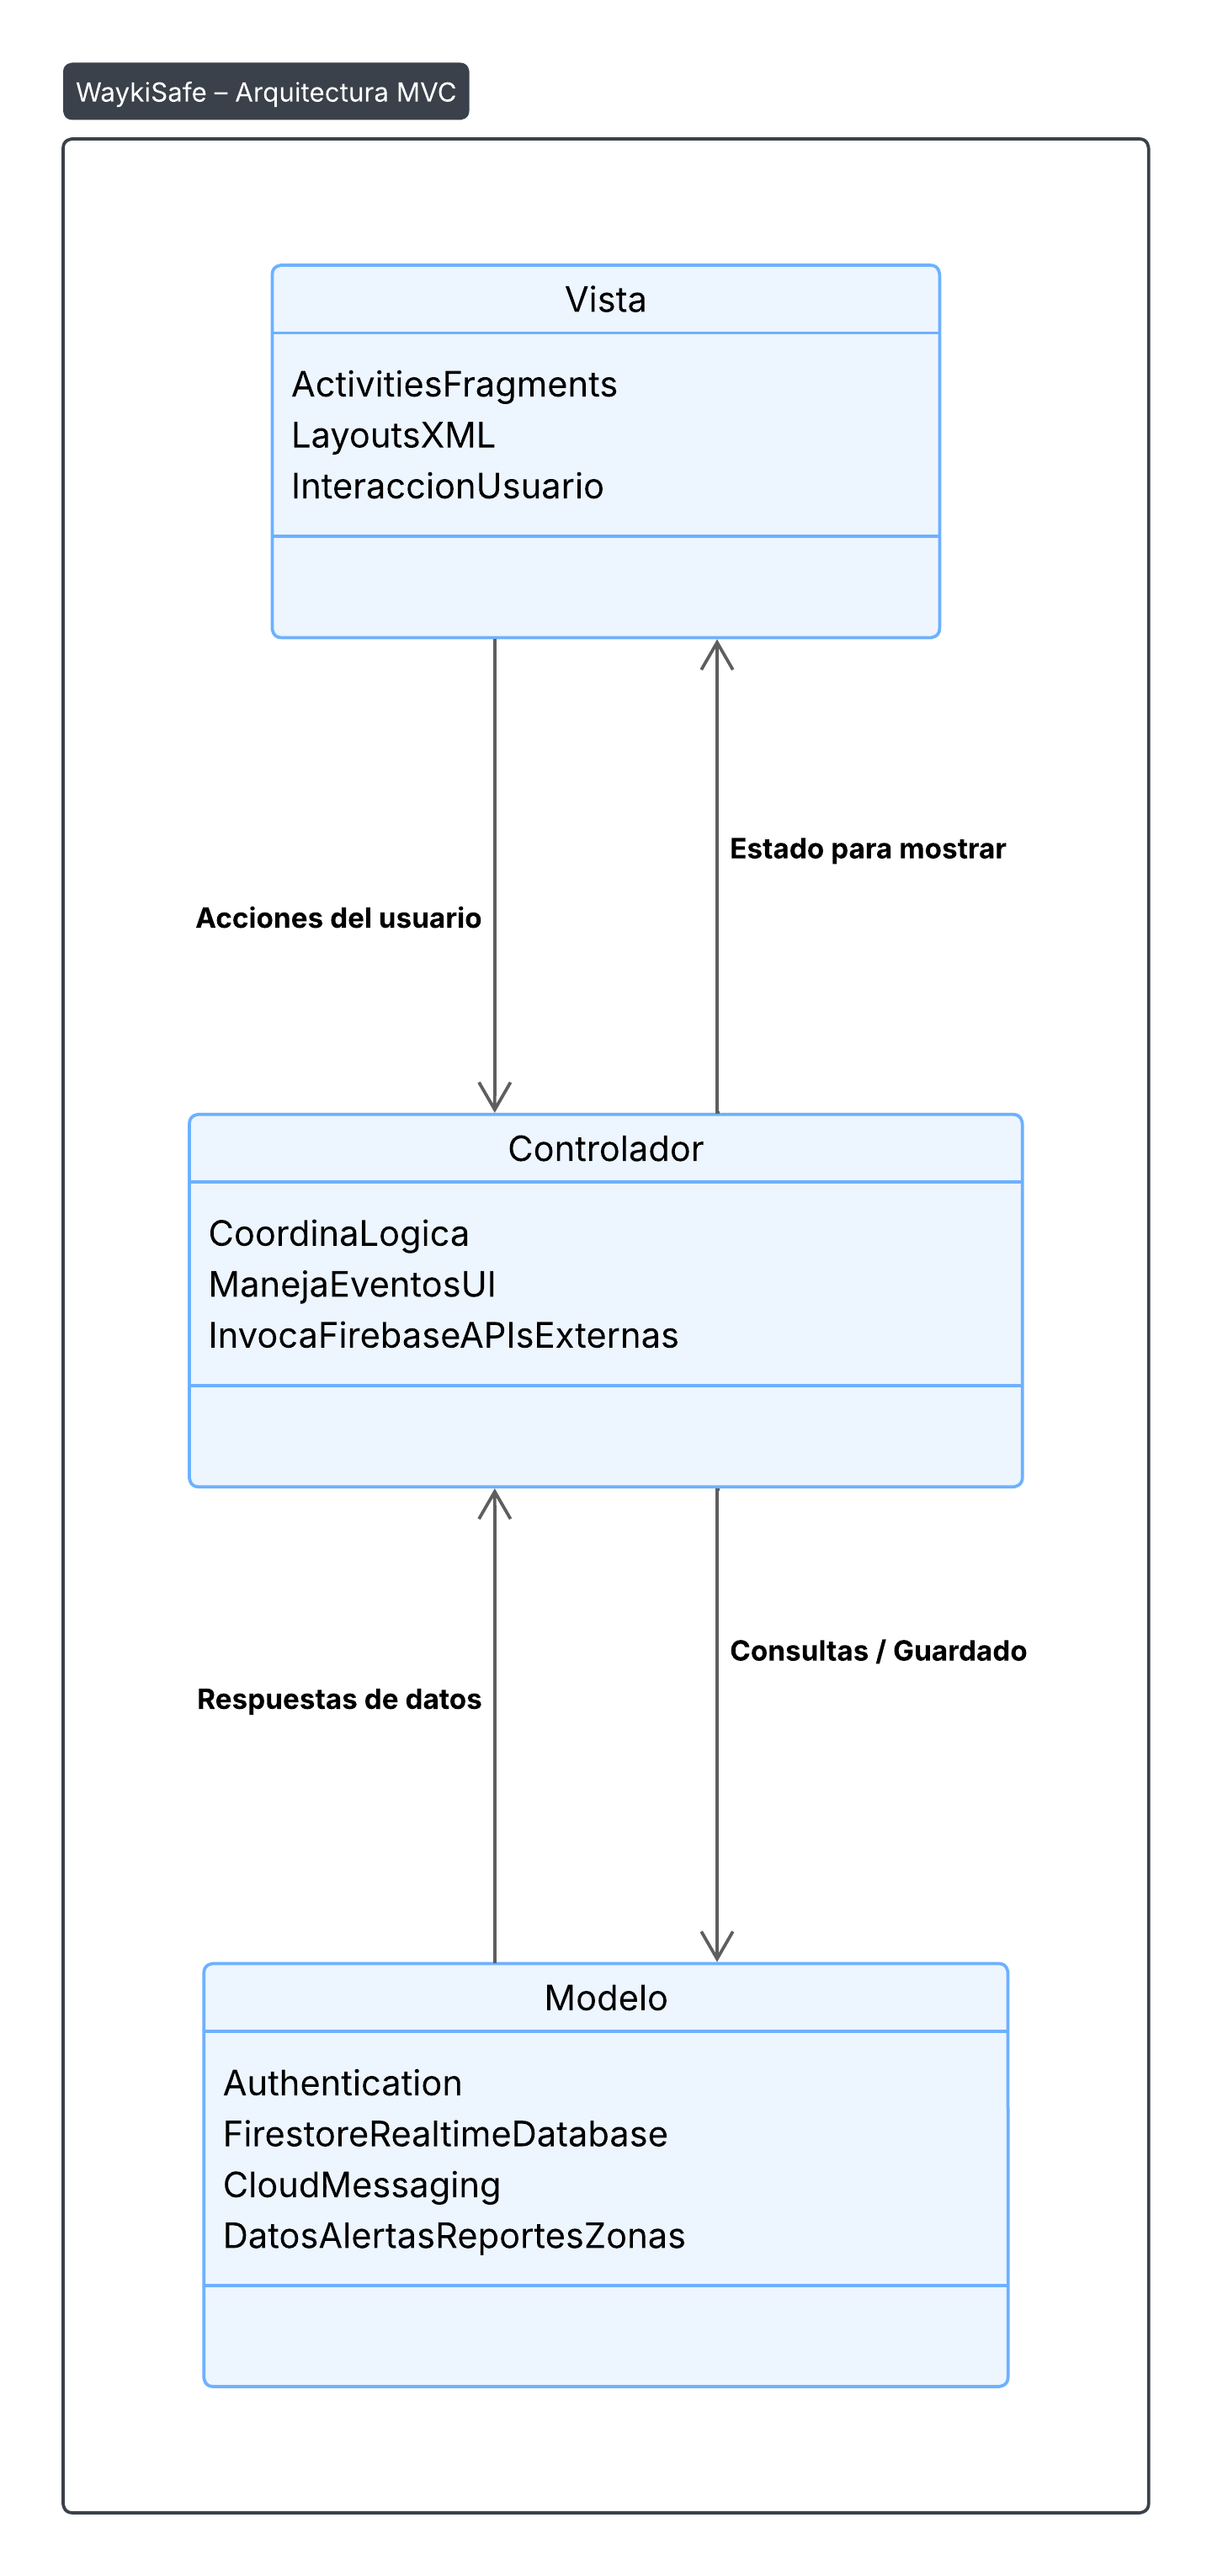 WaykiSafe – Arquitectura MVC
Vista
ActivitiesFragments
LayoutsXML
InteraccionUsuario
Estado para mostrar
Acciones del usuario
Controlador
CoordinaLogica
ManejaEventosUI
InvocaFirebaseAPIsExternas
Consultas / Guardado
Respuestas de datos
Modelo
Authentication
FirestoreRealtimeDatabase
CloudMessaging
DatosAlertasReportesZonas